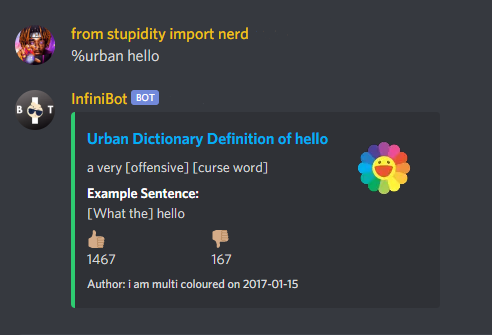 from stupidity import nerd
%urban hello
InfiniBot BOT
B T
Urban Dictionary Definition of hello
a very [offensive] [curse word]
Example Sentence:
[What the] hello
1467 167
Author: i am multi coloured on 2017-01-15